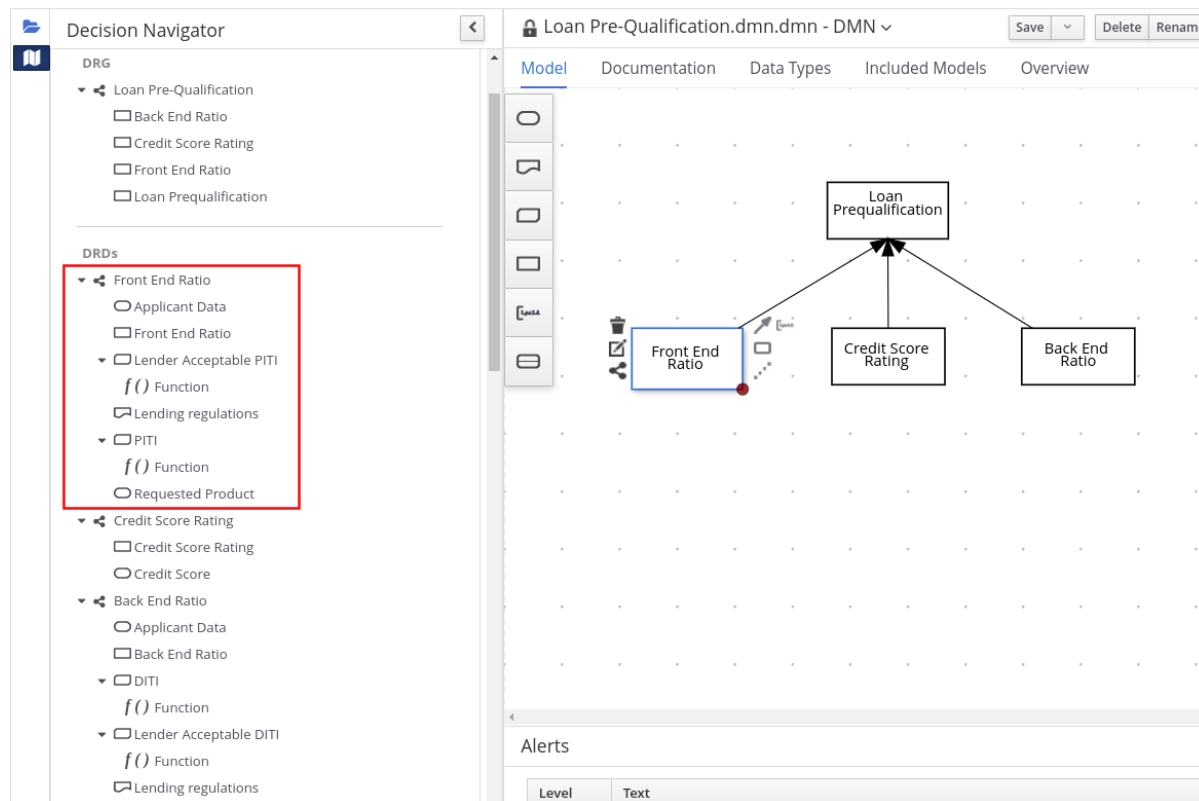 Decision Navigator
DRG
Loan Pre-Qualification
Back End Ratio
Credit Score Rating
Front End Ratio
Loan Prequalification
DRDs
Front End Ratio
Applicant Data
Front End Ratio
Lender Acceptable PITI
f ( ) Function
Lending regulations
PITI
f ( ) Function
Requested Product
Credit Score Rating
Credit Score Rating
Credit Score
Back End Ratio
Applicant Data
Back End Ratio
DITI
f ( ) Function
Lender Acceptable DITI
f ( ) Function
Lending regulations
Loan Pre-Qualification.dmn.dmn - DMN
Save
Delete
Rename
Model Documentation Data Types Included Models Overview
Loan
Prequalification
Front End
Ratio
Credit Score
Rating
Back End
Ratio
Alerts
Level Text